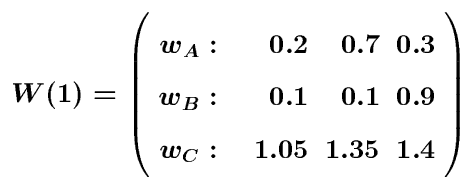 w_A : 0.2 0.7 0.3
W(1) = w_B : 0.1 0.1 0.9
w_C : 1.05 1.35 1.4